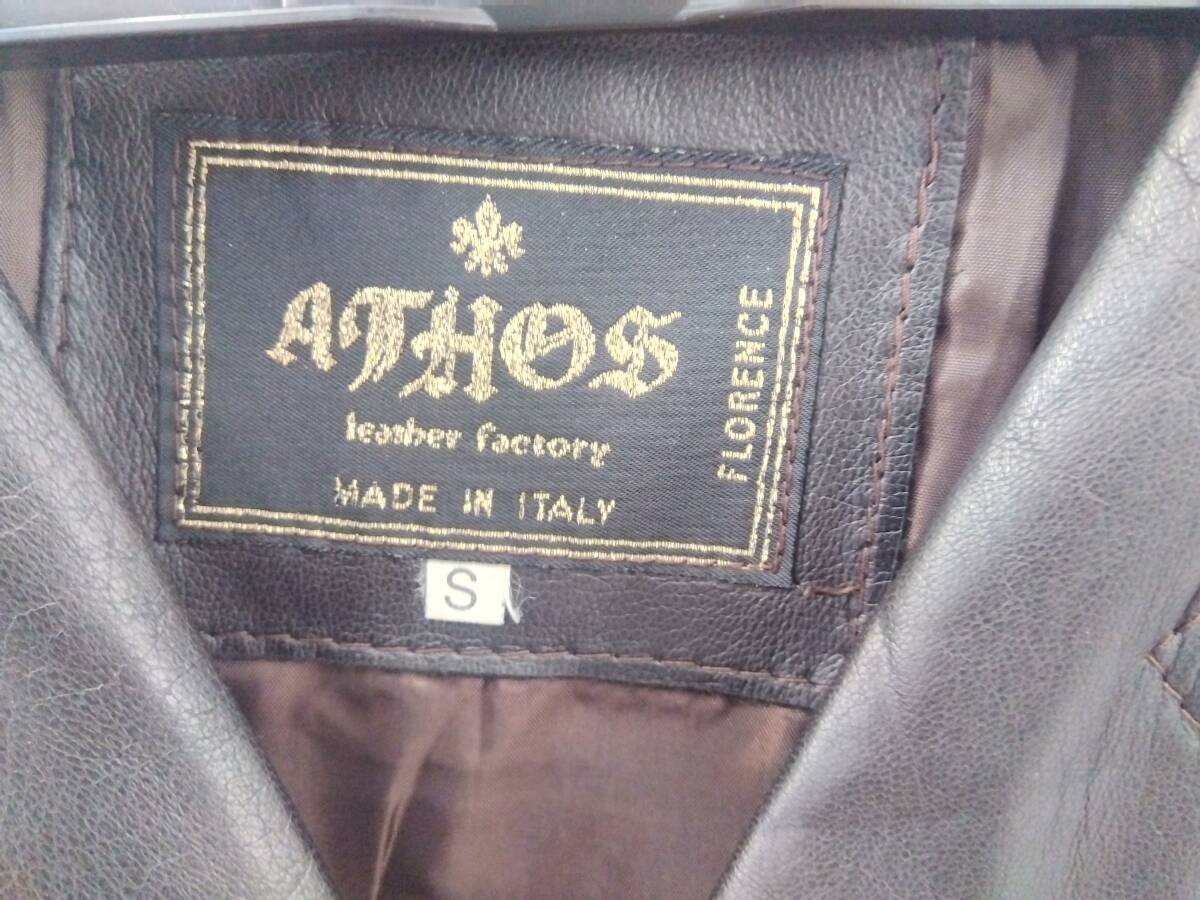 ATHOS
leather factory
MADE IN ITALY
FLORENCE
S